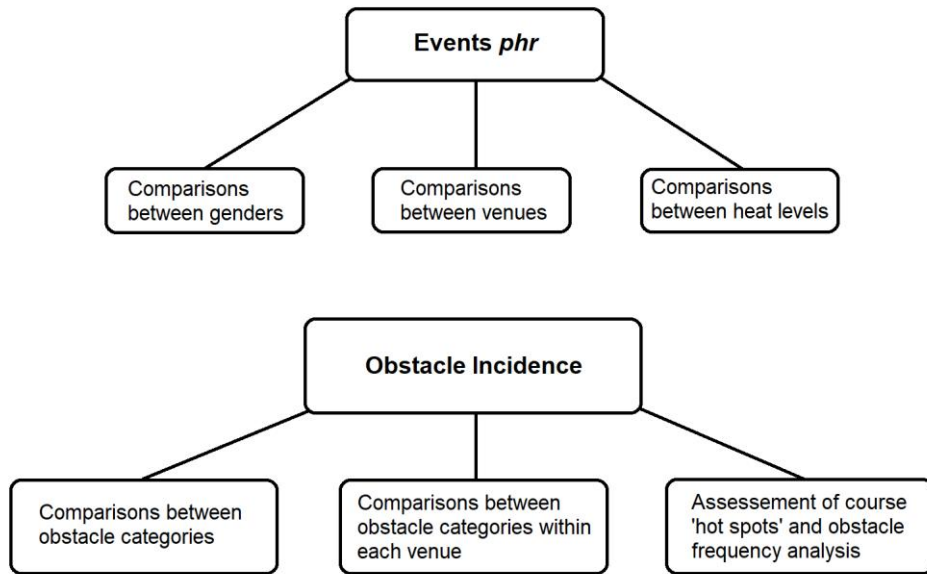 Events phr
Comparisons
between genders
Comparisons
between venues
Comparisons
between heat levels
Obstacle Incidence
Comparisons between
obstacle categories
Comparisons between
obstacle categories within
each venue
Assessement of course
'hot spots' and obstacle
frequency analysis